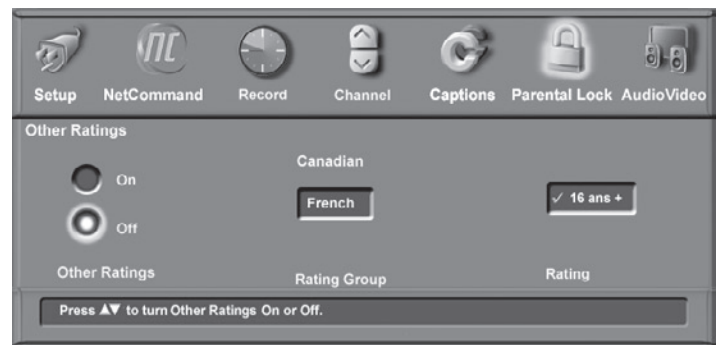 NC
Setup NetCommand Record Channel Captions Parental Lock AudioVideo
Other Ratings
On
Off
Canadian
French
✓ 16 ans +
Other Ratings Rating Group Rating
Press ▲▼ to turn Other Ratings On or Off.